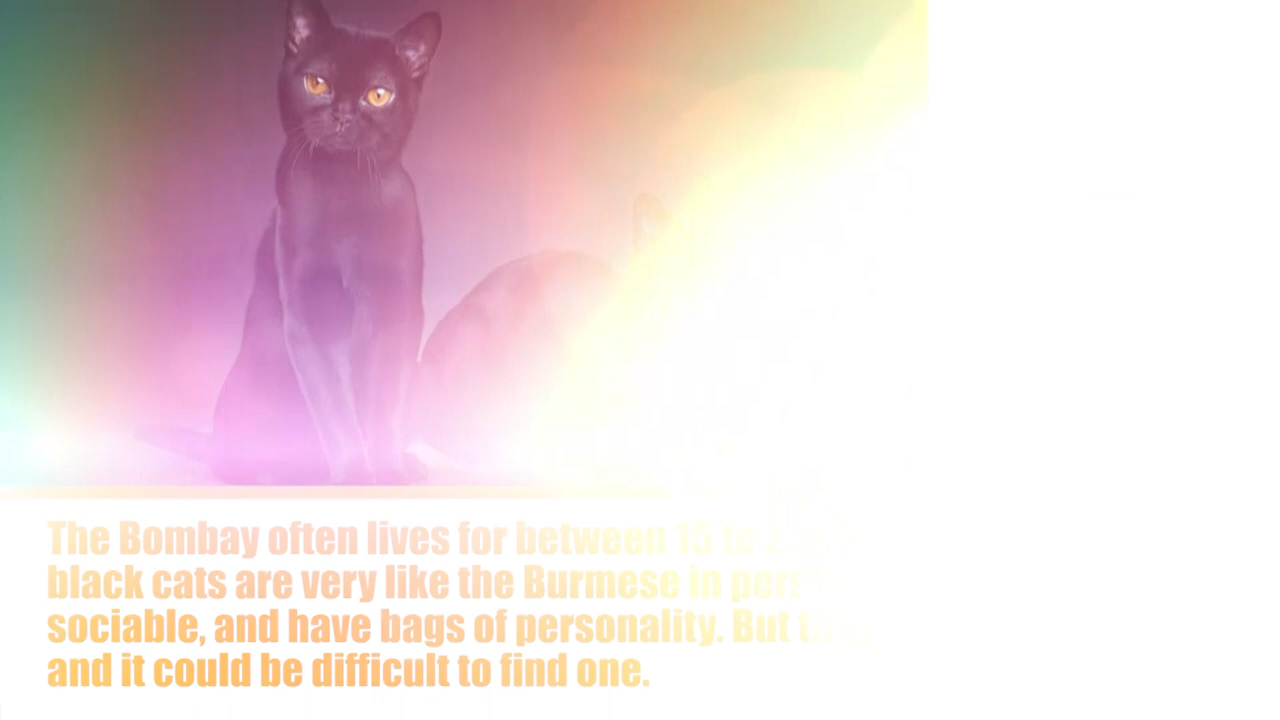 The Bombay often lives for between 15 to
black cats are very like the Burmese in
sociable, and have bags of personality. But
and it could be difficult to find one.